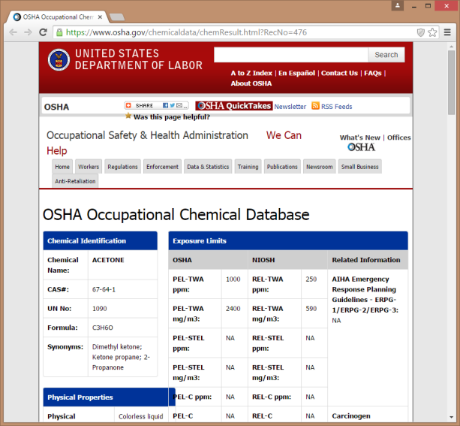 OSHA Occupational Chem
https://www.osha.gov/chemicaldata/chemResult.html?RecNo=476
UNITED STATES
DEPARTMENT OF LABOR
Search
A to Z Index | En Español | Contact Us | FAQs |
About OSHA
OSHA
SHARE
OSHA QuickTakes Newsletter RSS Feeds
Was this page helpful?
Occupational Safety & Health Administration We Can
Help
What's New | Offices
OSHA
Home Workers Regulations Enforcement Data & Statistics Training Publications Newsroom Small Business
Anti-Retaliation
OSHA Occupational Chemical Database
Chemical Identification
Chemical Name: ACETONE
CAS#: 67-64-1
UN No: 1090
Formula: C3H6O
Synonyms: Dimethyl ketone;
Ketone propane; 2-
Propanone
Physical Properties
Physical Colorless liquid
Exposure Limits
OSHA NIOSH Related Information
PEL-TWA ppm: 1000 REL-TWA ppm: 250
PEL-TWA mg/m3: 2400 REL-TWA mg/m3: 590
PEL-STEL ppm: NA REL-STEL ppm: NA
PEL-STEL mg/m3: NA REL-STEL mg/m3: NA
PEL-C ppm: NA REL-C ppm: NA
PEL-C NA REL-C NA
AIHA Emergency
Response Planning
Guidelines - ERPG-
1/ERPG-2/ERPG-3:
NA
Carcinogen